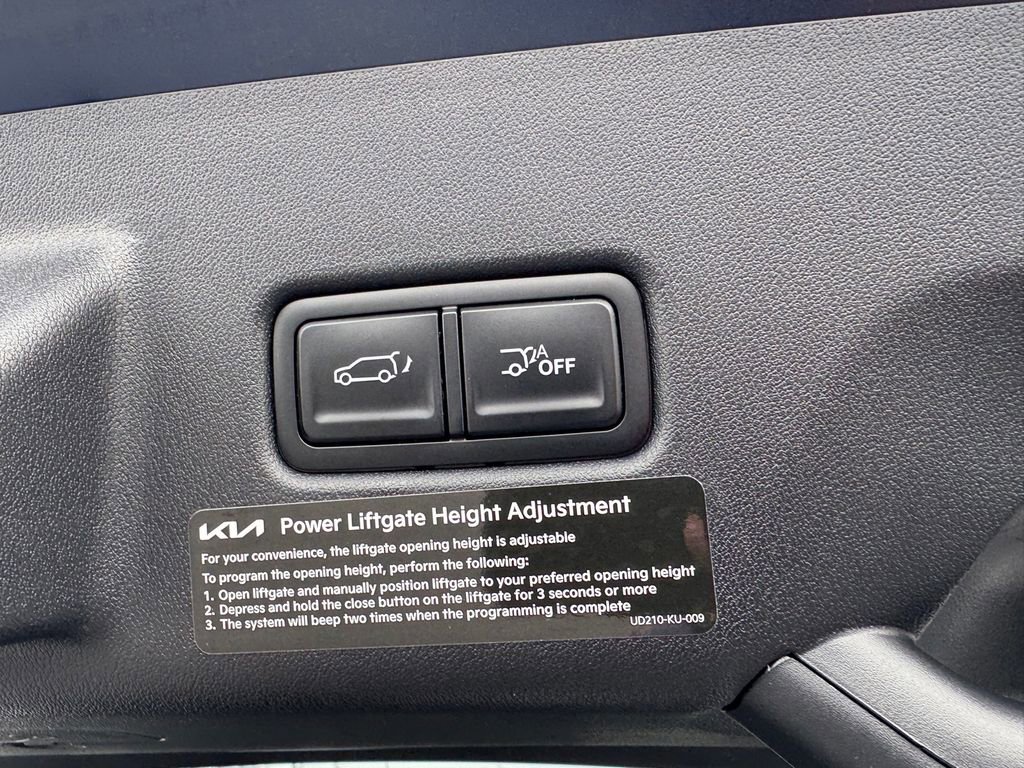 A
OFF
KIA Power Liftgate Height Adjustment
For your convenience, the liftgate opening height is adjustable
To program the opening height, perform the following:
1. Open liftgate and manually position liftgate to your preferred opening height
2. Depress and hold the close button on the liftgate for 3 seconds or more
3. The system will beep two times when the programming is complete
UD210-KU-009